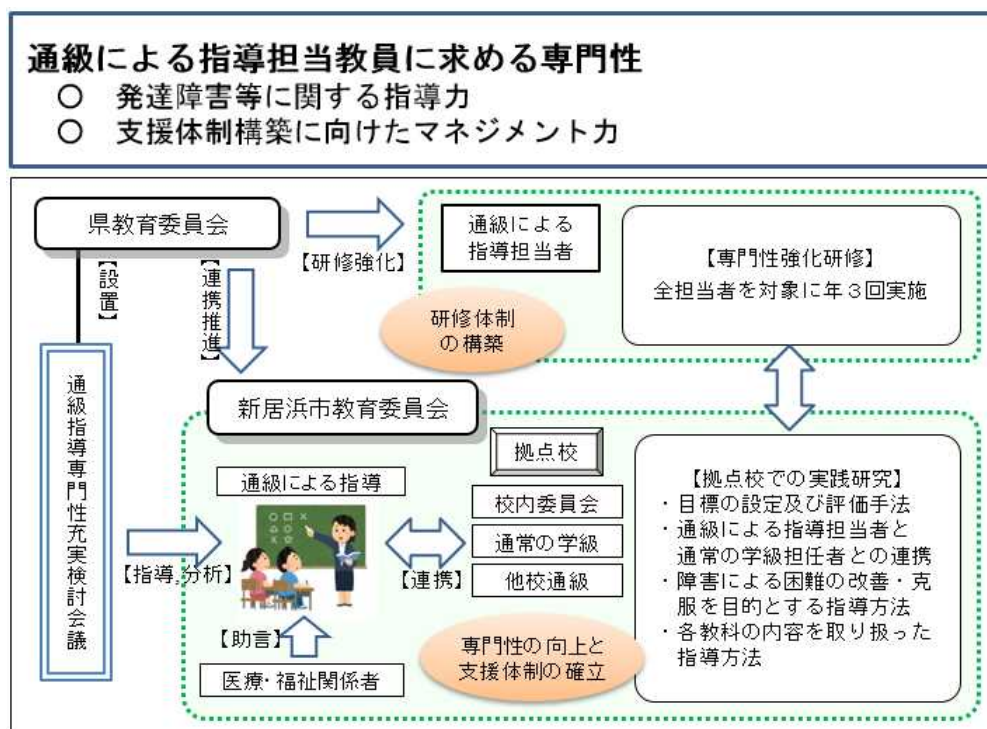 通級による指導担当教員に求める専門性
○ 発達障害等に関する指導力
○ 支援体制構築に向けたマネジメント力
県教育委員会
【研修強化】
通級による
指導担当者
【専門性強化研修】
全担当者を対象に年3回実施
研修体制
の構築
【設置】
【連携推進】
通級指導専門性充実検討会議
新居浜市教育委員会
拠点校
通級による指導
校内委員会
通常の学級
他校通級
【指導,分析】
【連携】
【助言】
医療・福祉関係者
専門性の向上と
支援体制の確立
【拠点校での実践研究】
・目標の設定及び評価手法
・通級による指導担当者と
通常の学級担任者との連携
・障害による困難の改善・克
服を目的とする指導方法
・各教科の内容を取り扱った
指導方法